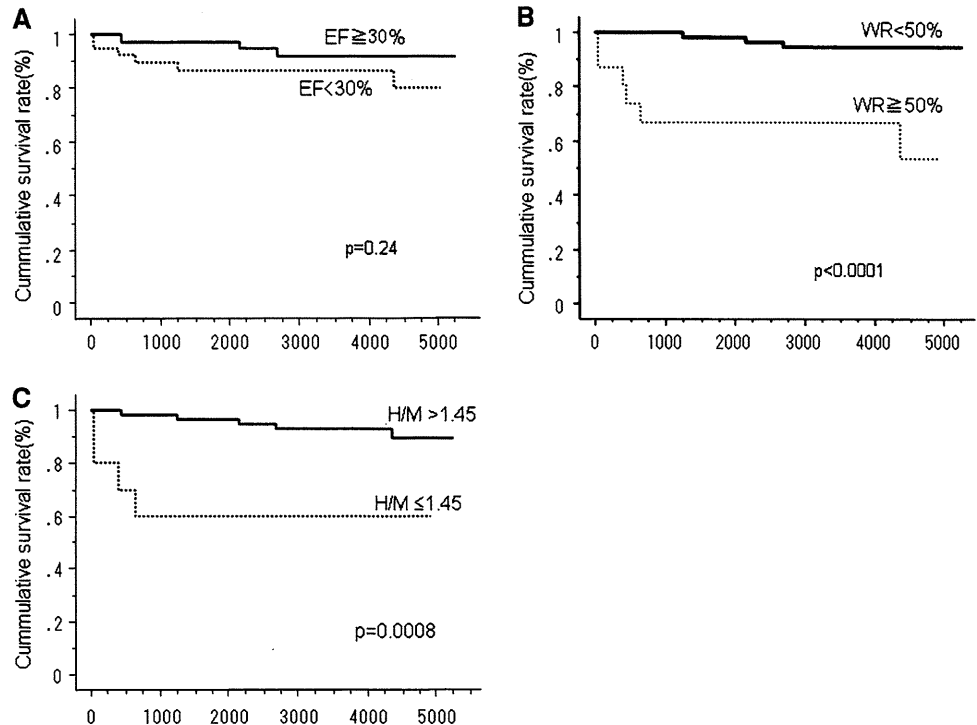 A
Cummulative survival rate(%)
1
.8
.6
.4
.2
0
EF≧30%
EF<30%
p=0.24
0 1000 2000 3000 4000 5000
B
Cummulative survival rate(%)
1
.8
.6
.4
.2
0
WR<50%
WR≧50%
p<0.0001
0 1000 2000 3000 4000 5000
C
Cummulative survival rate(%)
1
.8
.6
.4
.2
0
H/M >1.45
H/M ≤1.45
p=0.0008
0 1000 2000 3000 4000 5000